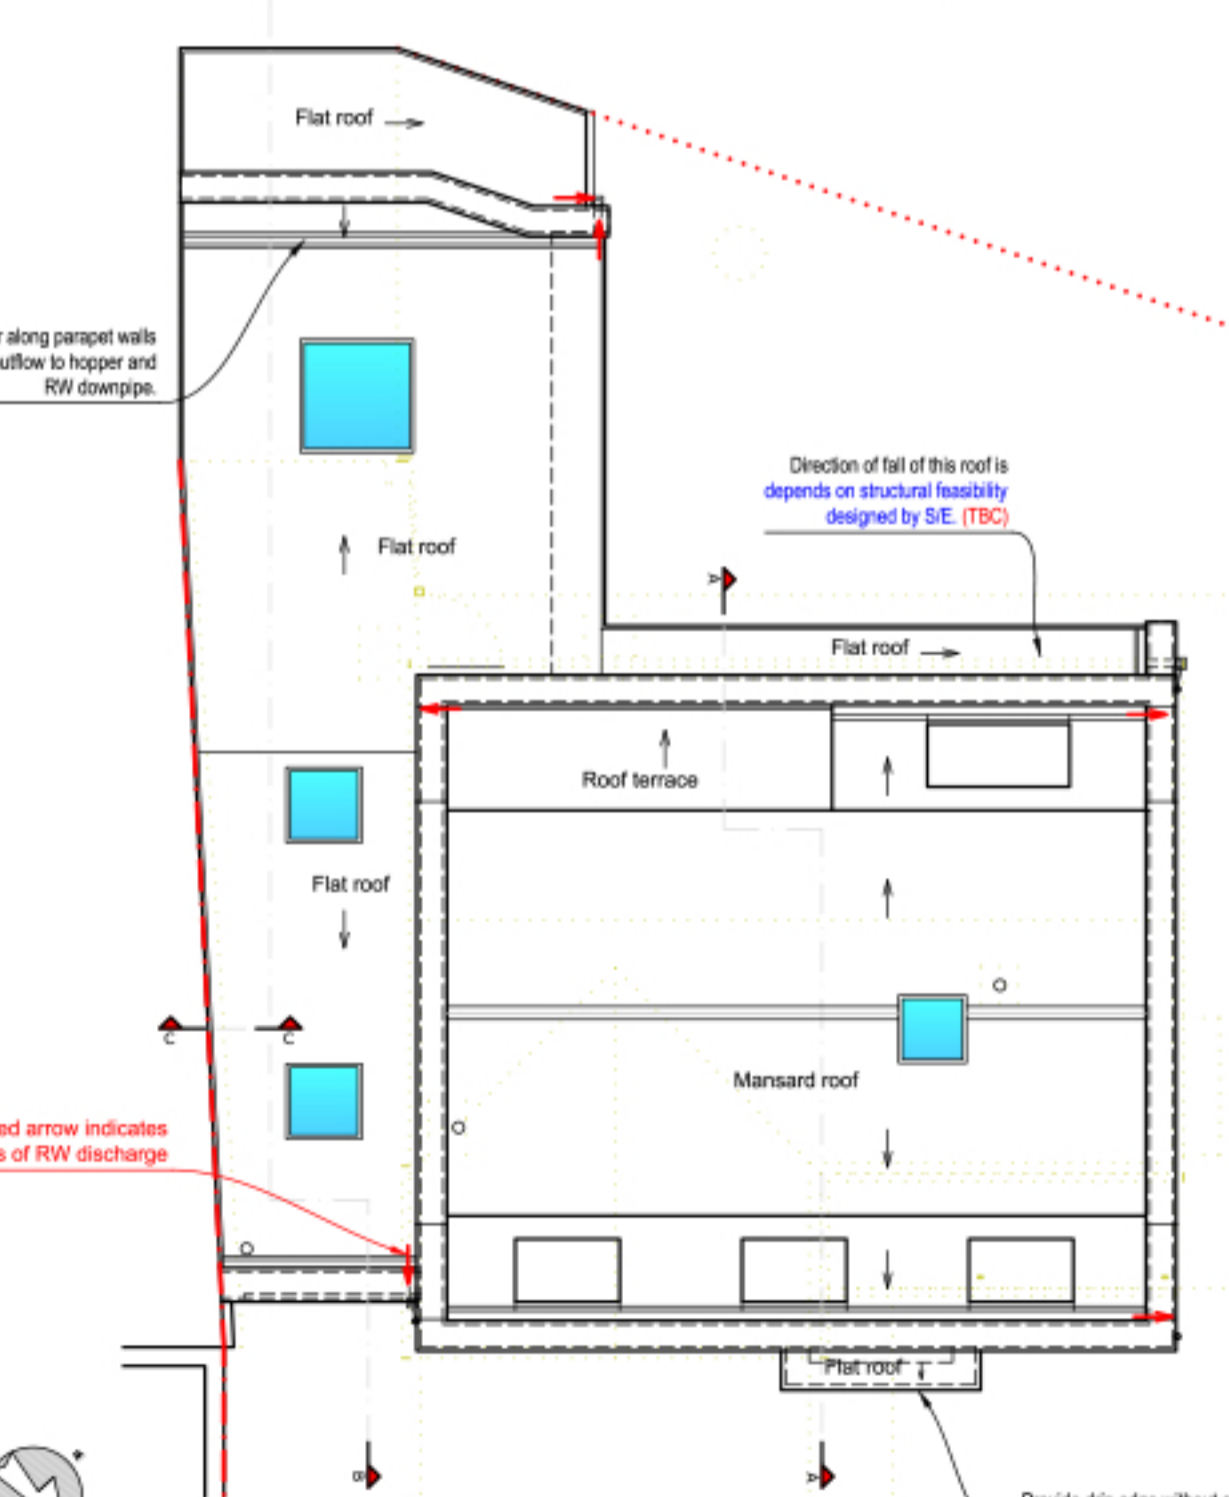 Flat roof
r along parapet walls
utflow to hopper and
RW downpipe.
Direction of fall of this roof is
depends on structural feasibility
designed by S/E. (TBC)
Flat roof
A
Flat roof
Roof terrace
Flat roof
C C
Mansard roof
ed arrow indicates
s of RW discharge
Flat roof
B A